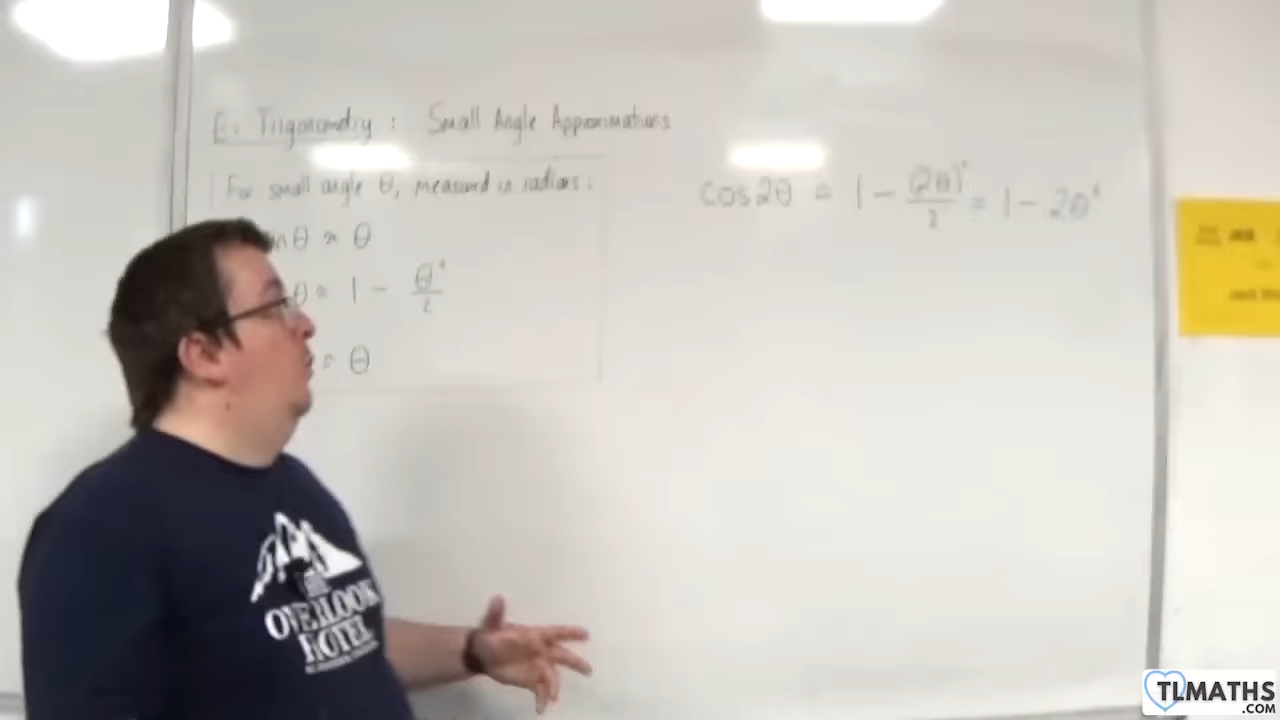 E: Trigonometry: Small Angle Approximations
For small angle θ, measured in radians:
θ ≈ θ
θ ≈ 1 - θ²/2
≈ θ
cos2θ ≈ 1 - (2θ)²/2 = 1 - 2θ²
OVERLOOK
HOTEL
TLMATHS
.COM